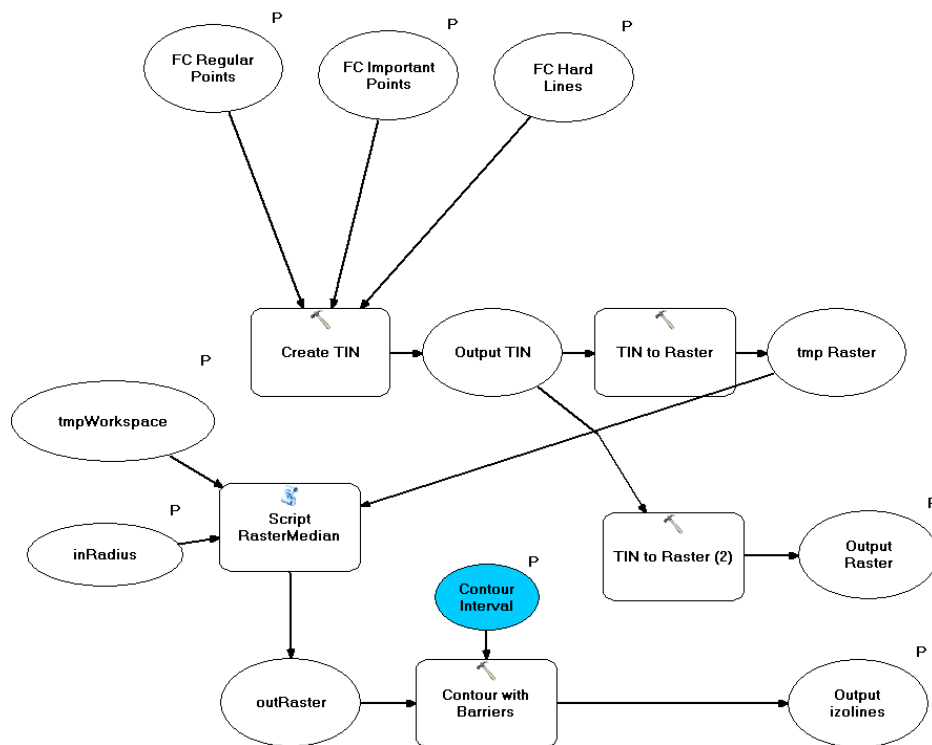 P
P
P
FC Regular
Points
FC Important
Points
FC Hard
Lines
Create TIN
Output TIN
TIN to Raster
tmp Raster
P
tmpWorkspace
P
Script
RasterMedian
inRadius
P
TIN to Raster (2)
Output
Raster
P
Contour
Interval
P
outRaster
Contour with
Barriers
Output
izolines